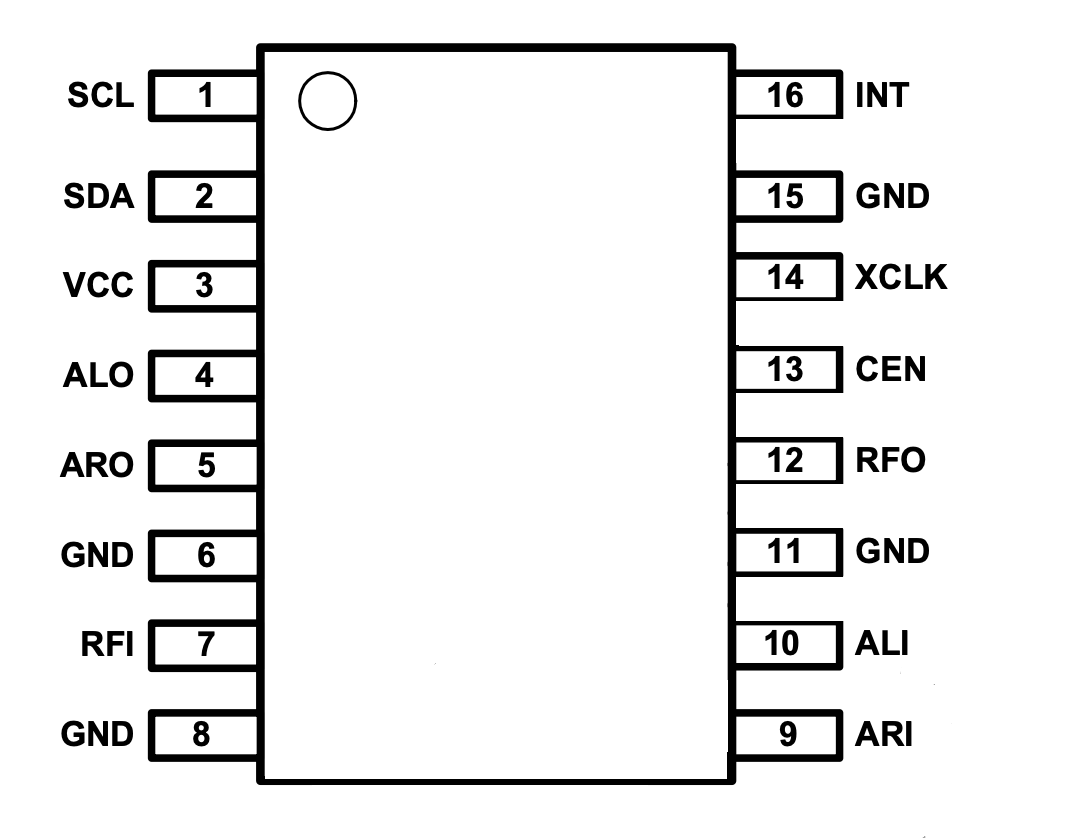 SCL 1 16 INT
SDA 2 15 GND
VCC 3 14 XCLK
ALO 4 13 CEN
ARO 5 12 RFO
GND 6 11 GND
RFI 7 10 ALI
GND 8 9 ARI